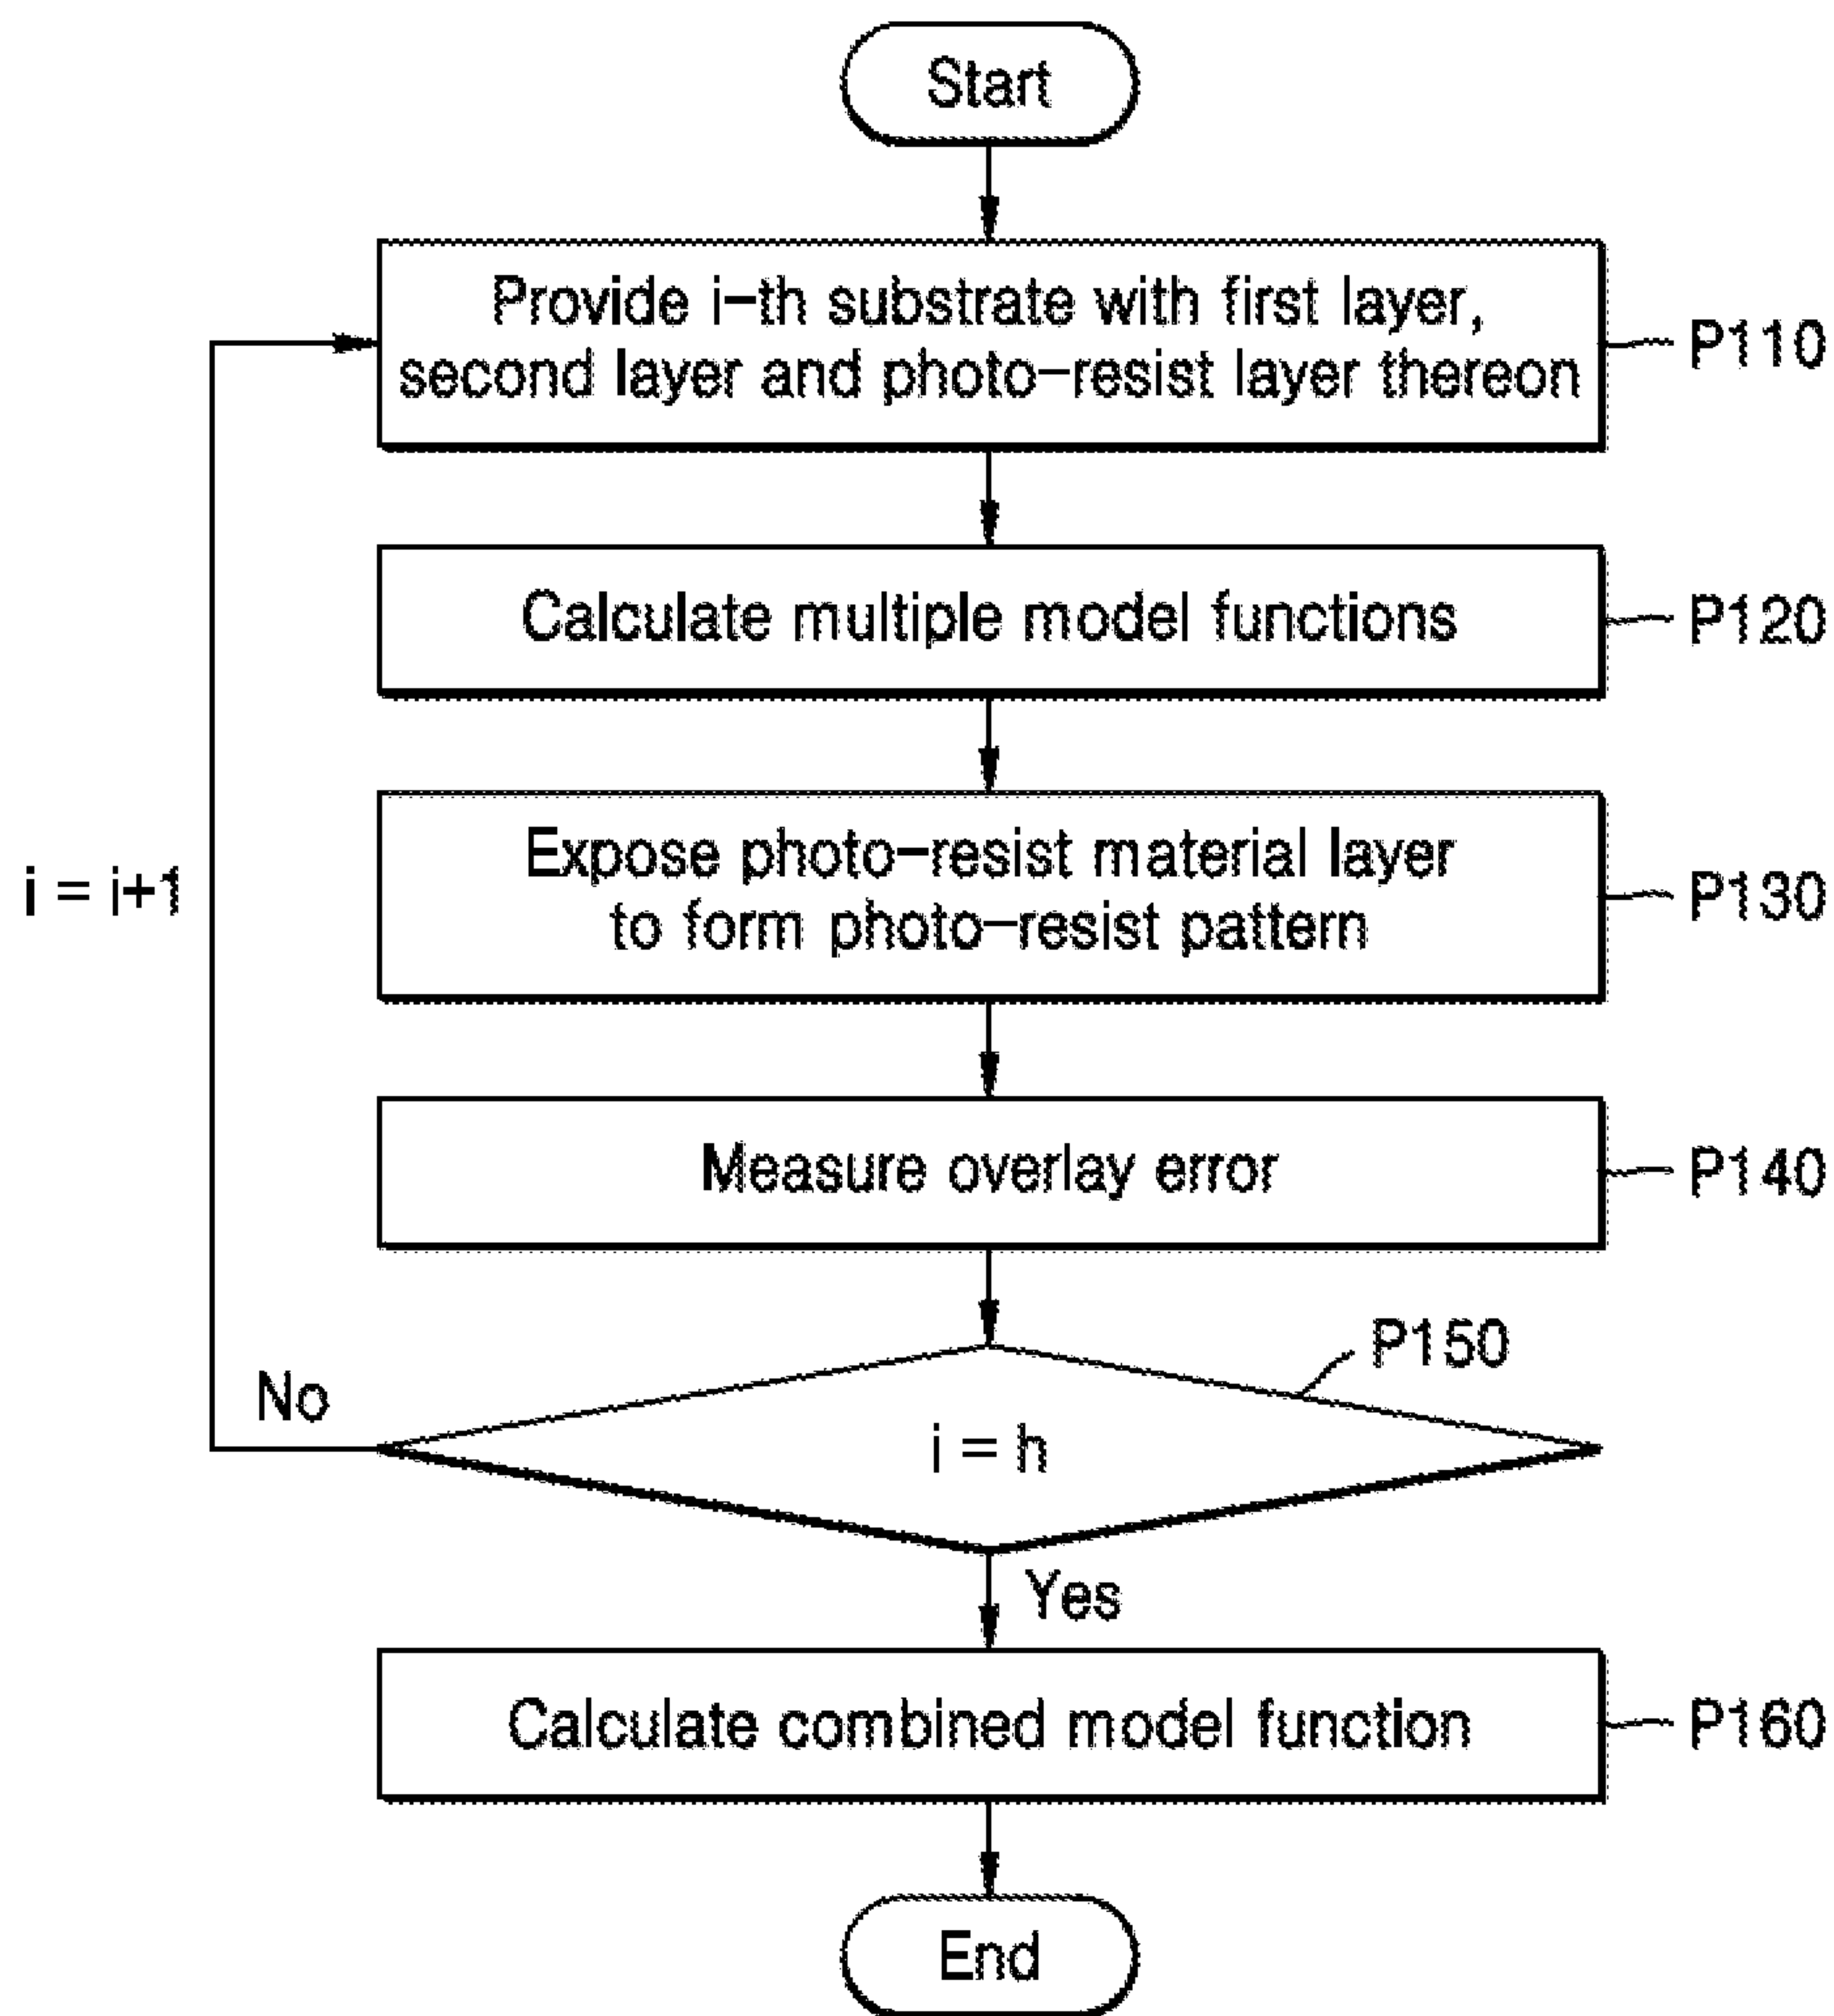 Start
Provide i-th substrate with first layer,
second layer and photo-resist layer thereon
P110
Calculate multiple model functions
P120
Expose photo-resist material layer
to form photo-resist pattern
P130
i = i+1
Measure overlay error
P140
P150
No
i = h
Yes
Calculate combined model function
P160
End